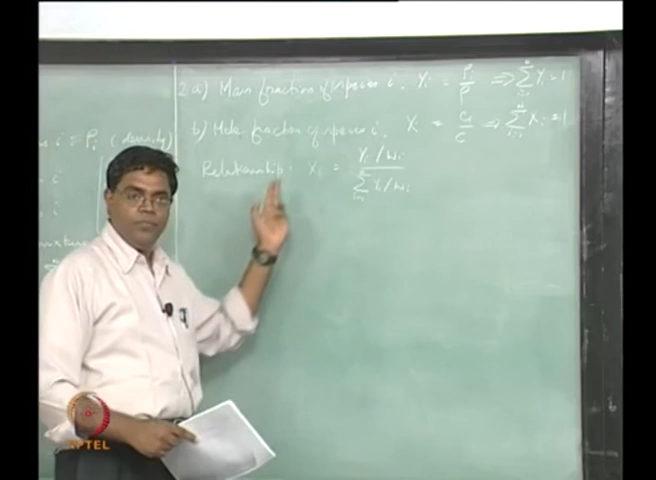 2. a) Mass fraction of species i. Yi = ρi/ρ ⇒ Σ Yi = 1
s i = ρi (density)
b) Mole fraction of species i. Xi = ci/c ⇒ Σ Xi = 1
Relationship: Xi = (Yi/Wi) / (Σ Yi/Wi)
i
i